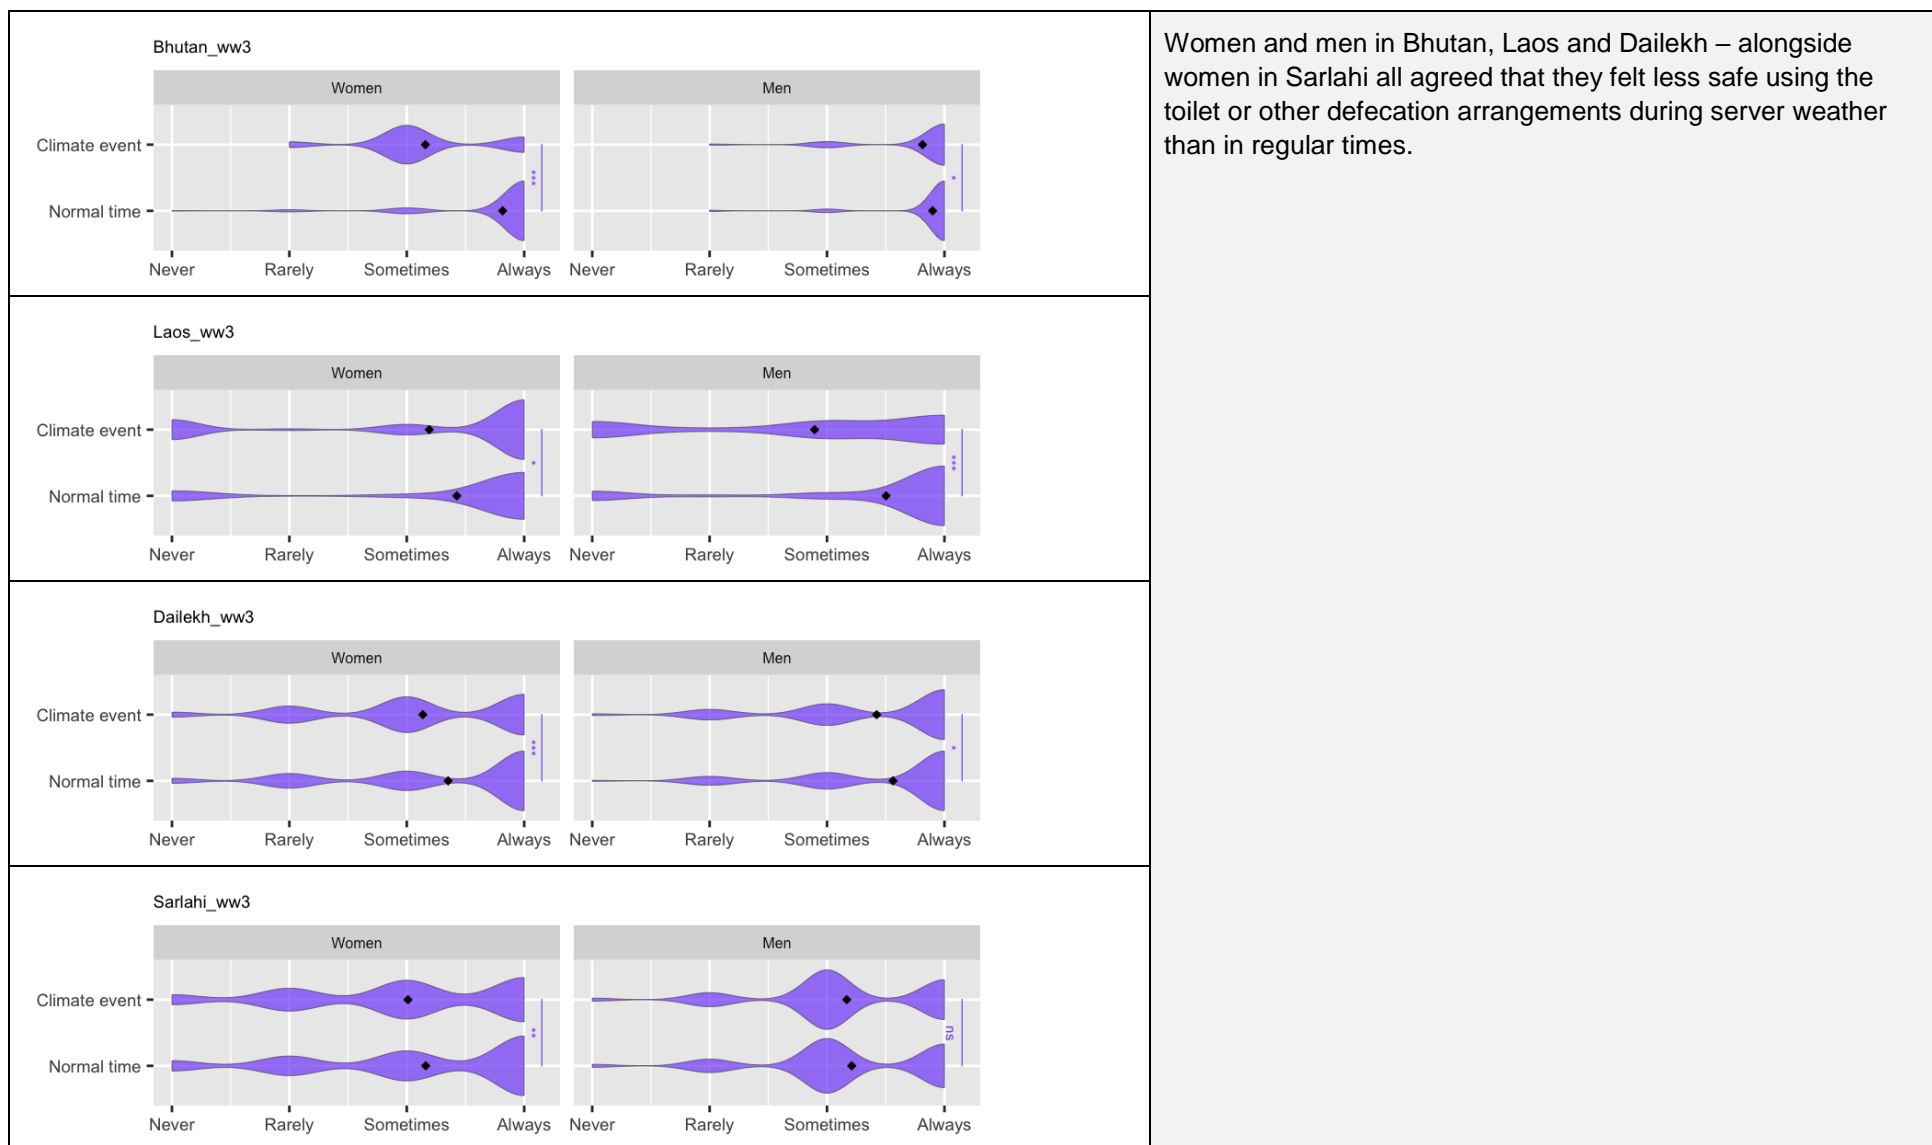 Bhutan_ww3
Women Men
Climate event
***
*
Normal time
Never Rarely Sometimes Always Never Rarely Sometimes Always
Laos_ww3
Women Men
Climate event
*
***
Normal time
Never Rarely Sometimes Always Never Rarely Sometimes Always
Dailekh_ww3
Women Men
Climate event
***
*
Normal time
Never Rarely Sometimes Always Never Rarely Sometimes Always
Sarlahi_ww3
Women Men
Climate event
**
ns
Normal time
Never Rarely Sometimes Always Never Rarely Sometimes Always
Women and men in Bhutan, Laos and Dailekh – alongside
women in Sarlahi all agreed that they felt less safe using the
toilet or other defecation arrangements during server weather
than in regular times.